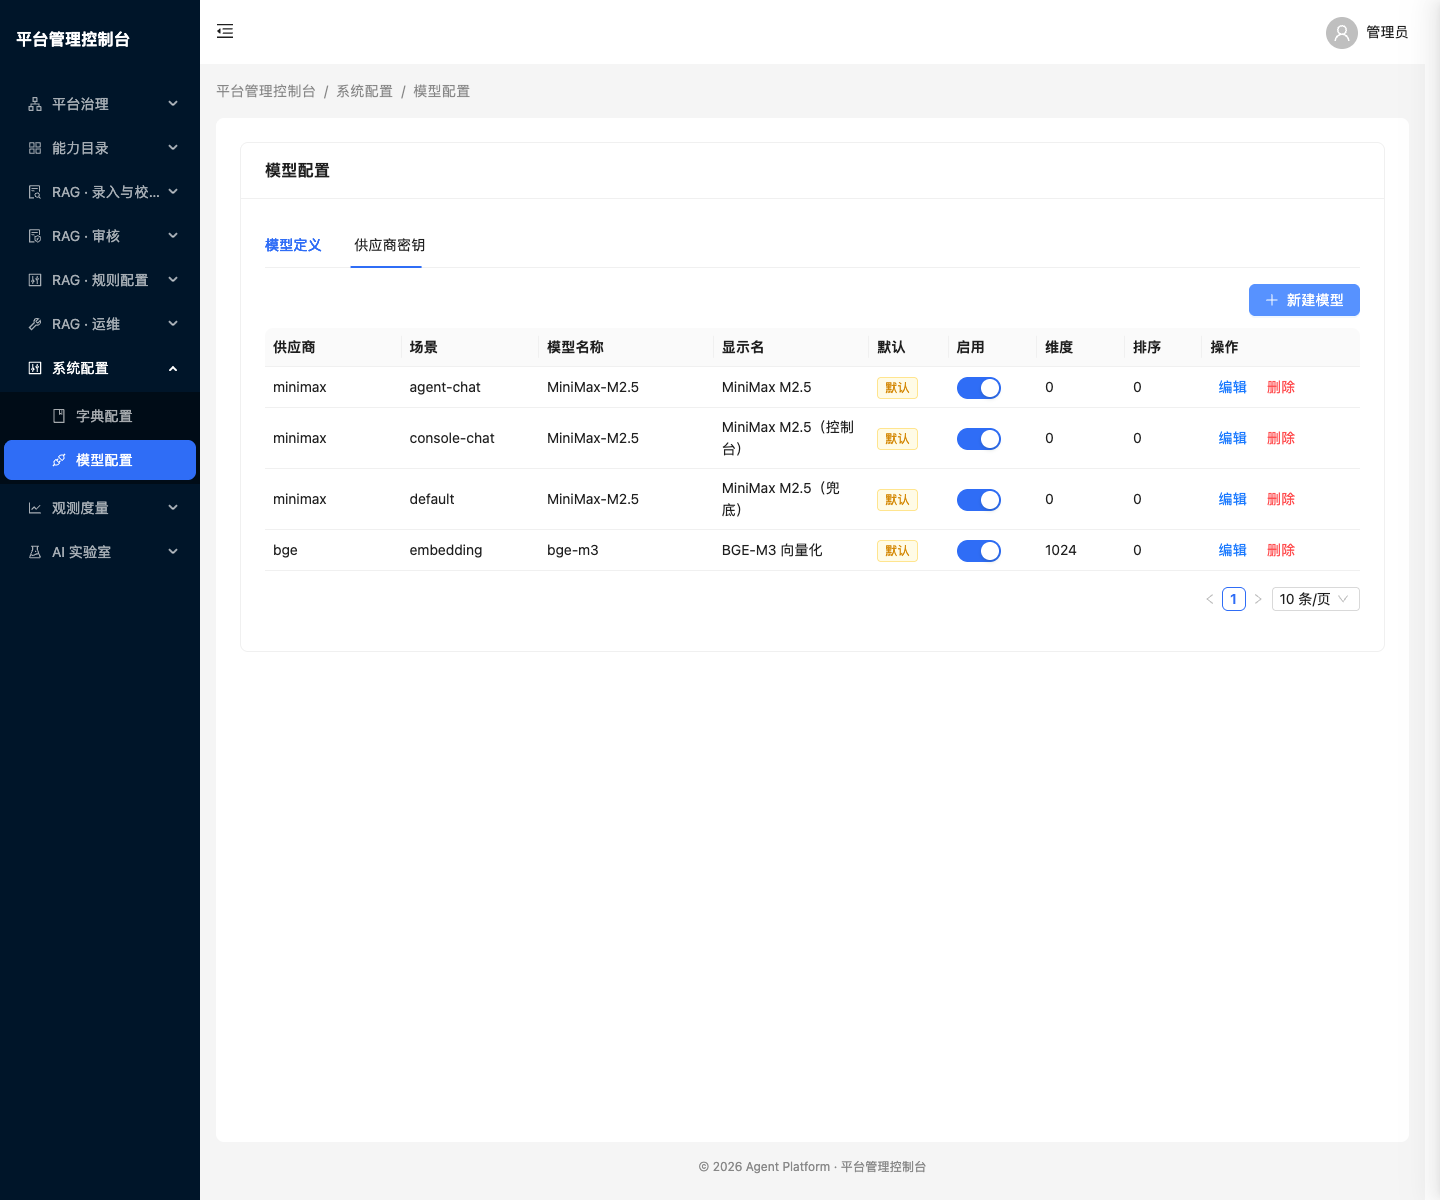 平台管理控制台
管理员
平台治理
能力目录
RAG · 录入与校...
RAG · 审核
RAG · 规则配置
RAG · 运维
系统配置
字典配置
模型配置
观测度量
AI 实验室
平台管理控制台 / 系统配置 / 模型配置
模型配置
模型定义 供应商密钥
新建模型
供应商 场景 模型名称 显示名 默认 启用 维度 排序 操作
minimax agent-chat MiniMax-M2.5 MiniMax M2.5 默认 0 0 编辑 删除
minimax console-chat MiniMax-M2.5 MiniMax M2.5（控制
台） 默认 0 0 编辑 删除
minimax default MiniMax-M2.5 MiniMax M2.5（兜
底） 默认 0 0 编辑 删除
bge embedding bge-m3 BGE-M3 向量化 默认 1024 0 编辑 删除
1 10 条/页
© 2026 Agent Platform · 平台管理控制台